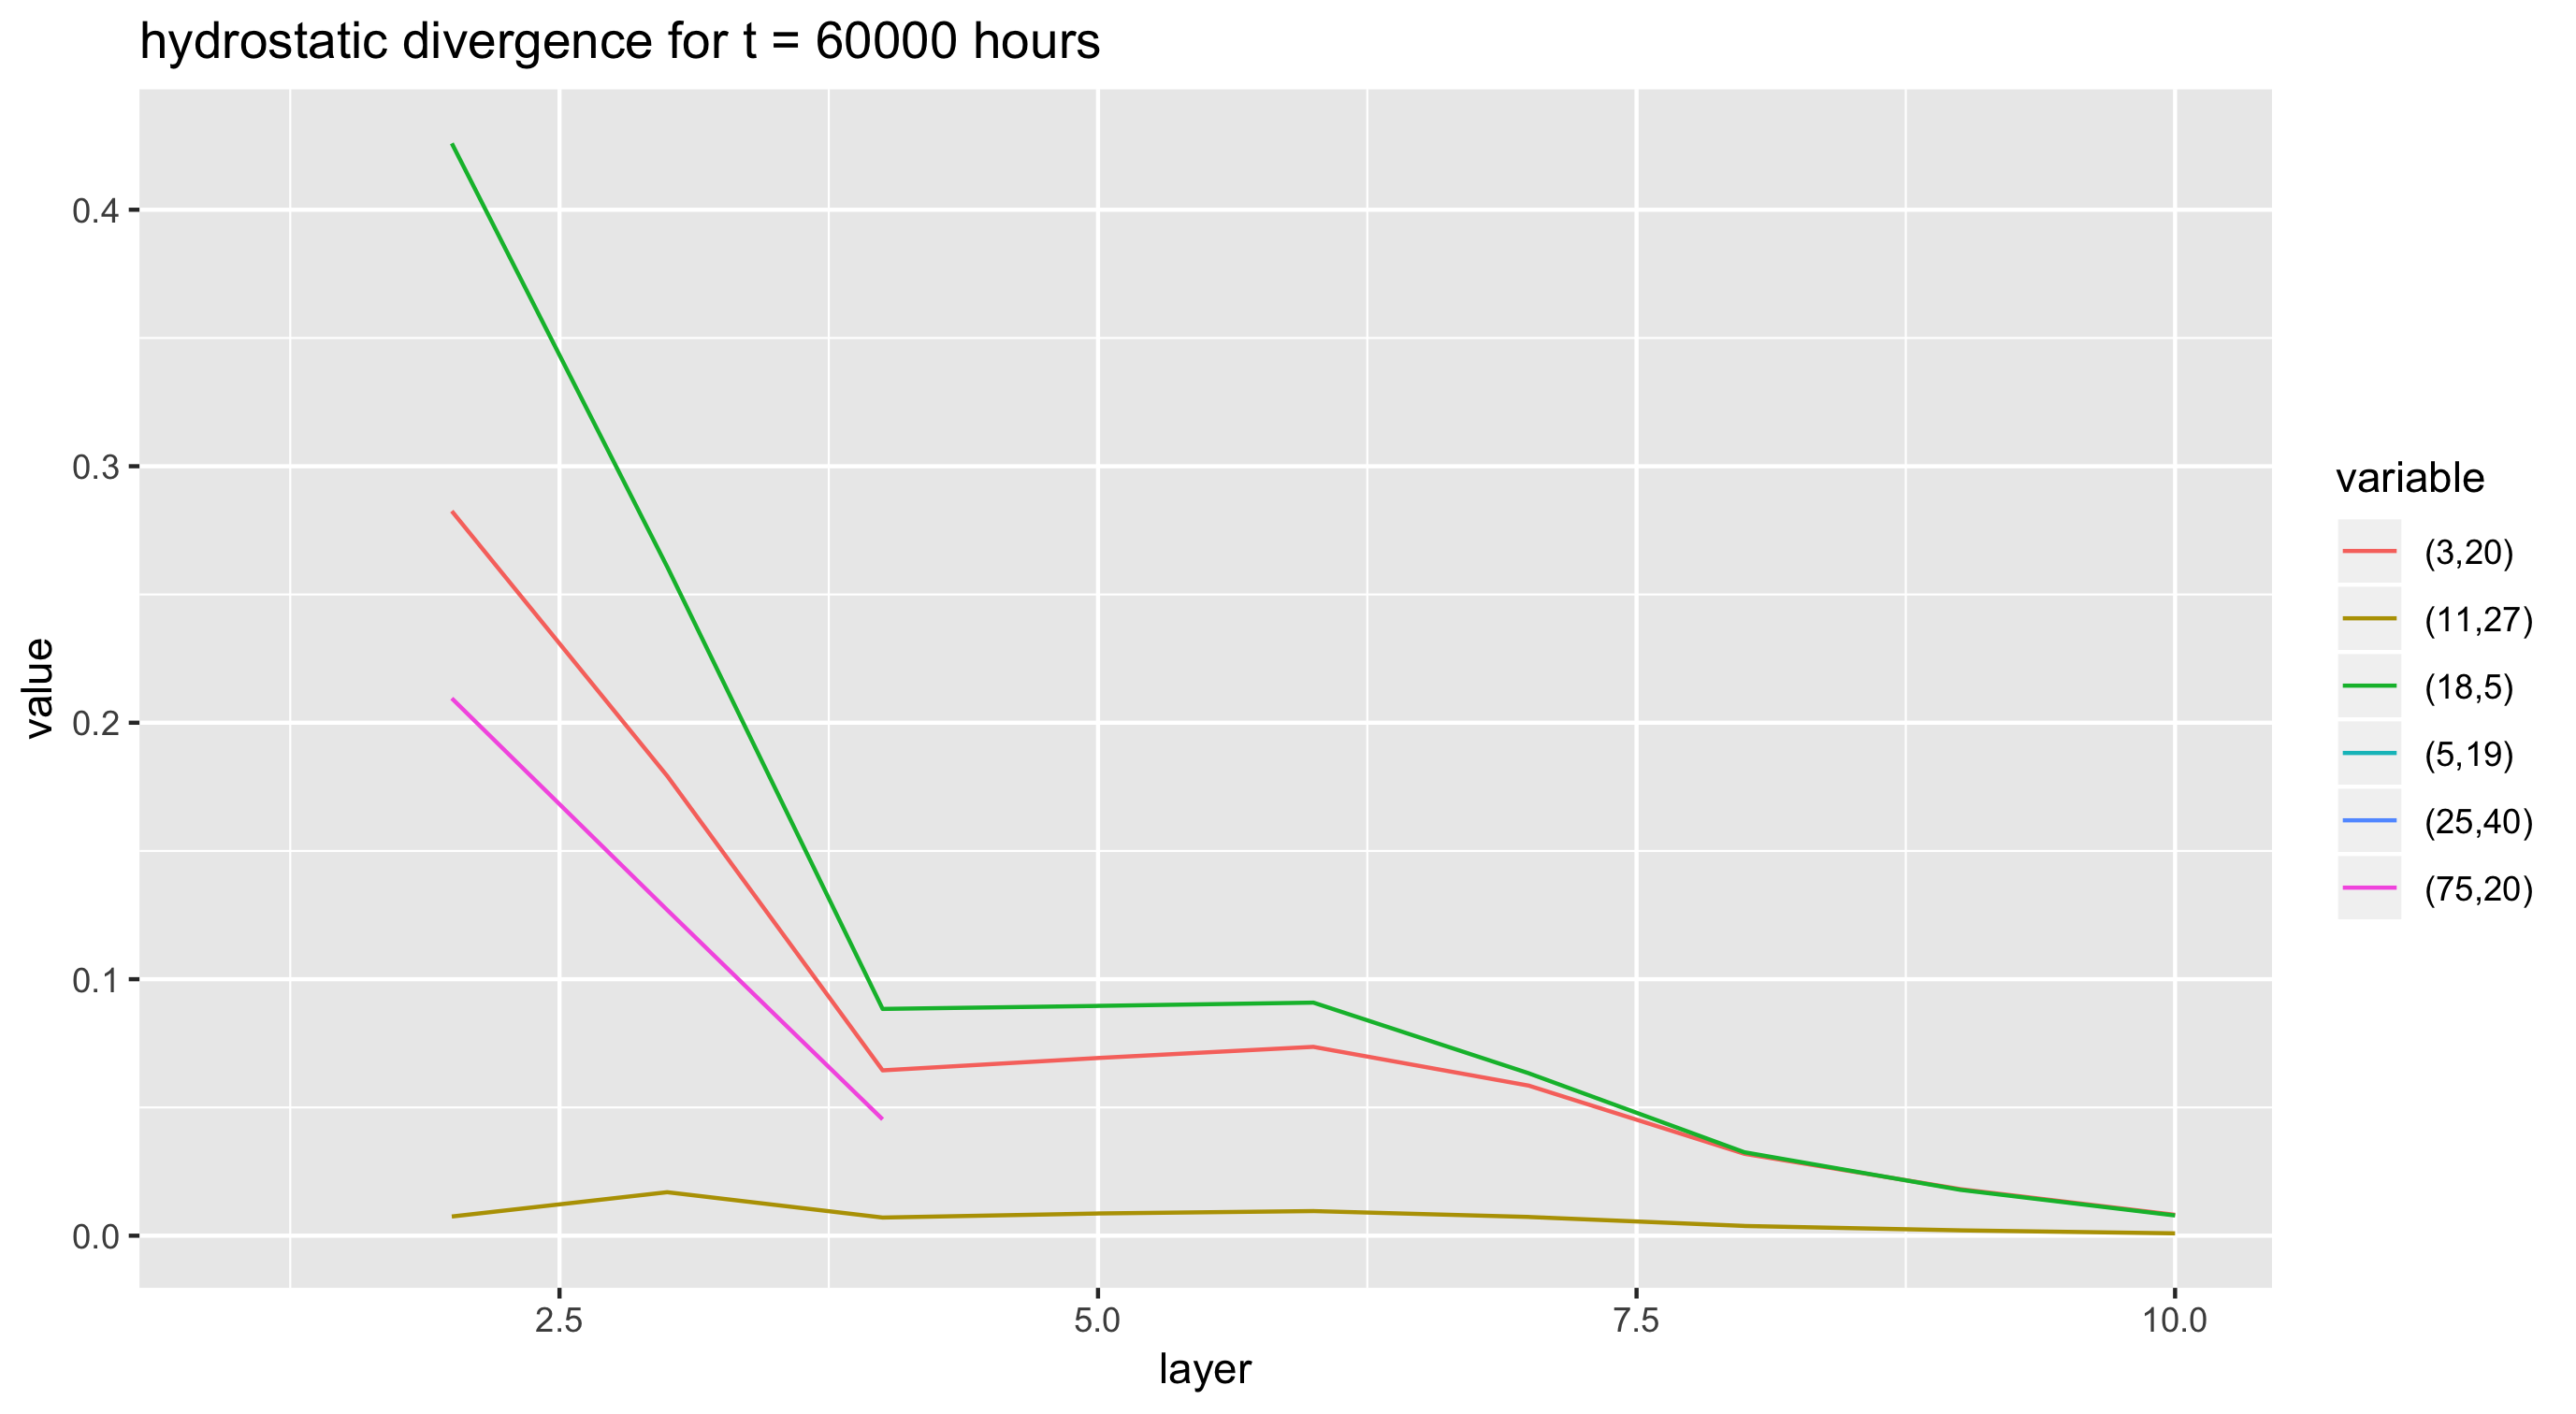 hydrostatic divergence for t = 60000 hours
value
0.4
0.3
0.2
0.1
0.0
2.5 5.0 7.5 10.0
layer
variable
(3,20)
(11,27)
(18,5)
(5,19)
(25,40)
(75,20)